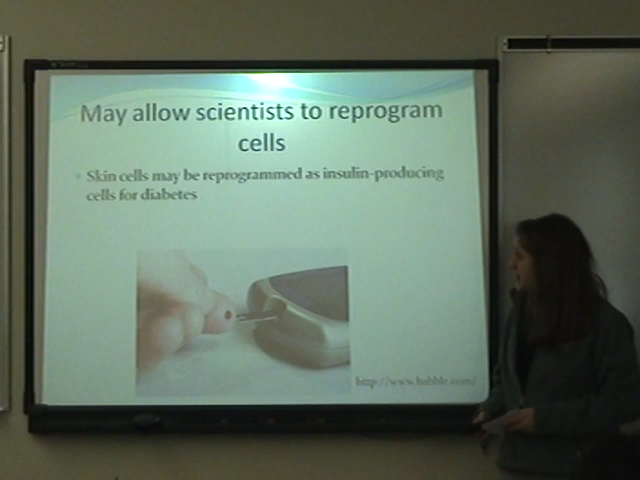 May allow scientists to reprogram
cells
Skin cells may be reprogrammed as insulin-producing
cells for diabetes
http://www.babble.com/